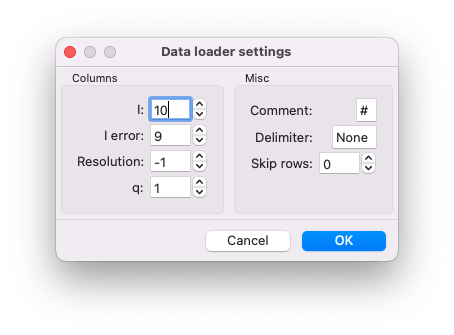 Data loader settings
Columns
I: 10
I error: 9
Resolution: -1
q: 1
Misc
Comment: #
Delimiter: None
Skip rows: 0
Cancel
OK